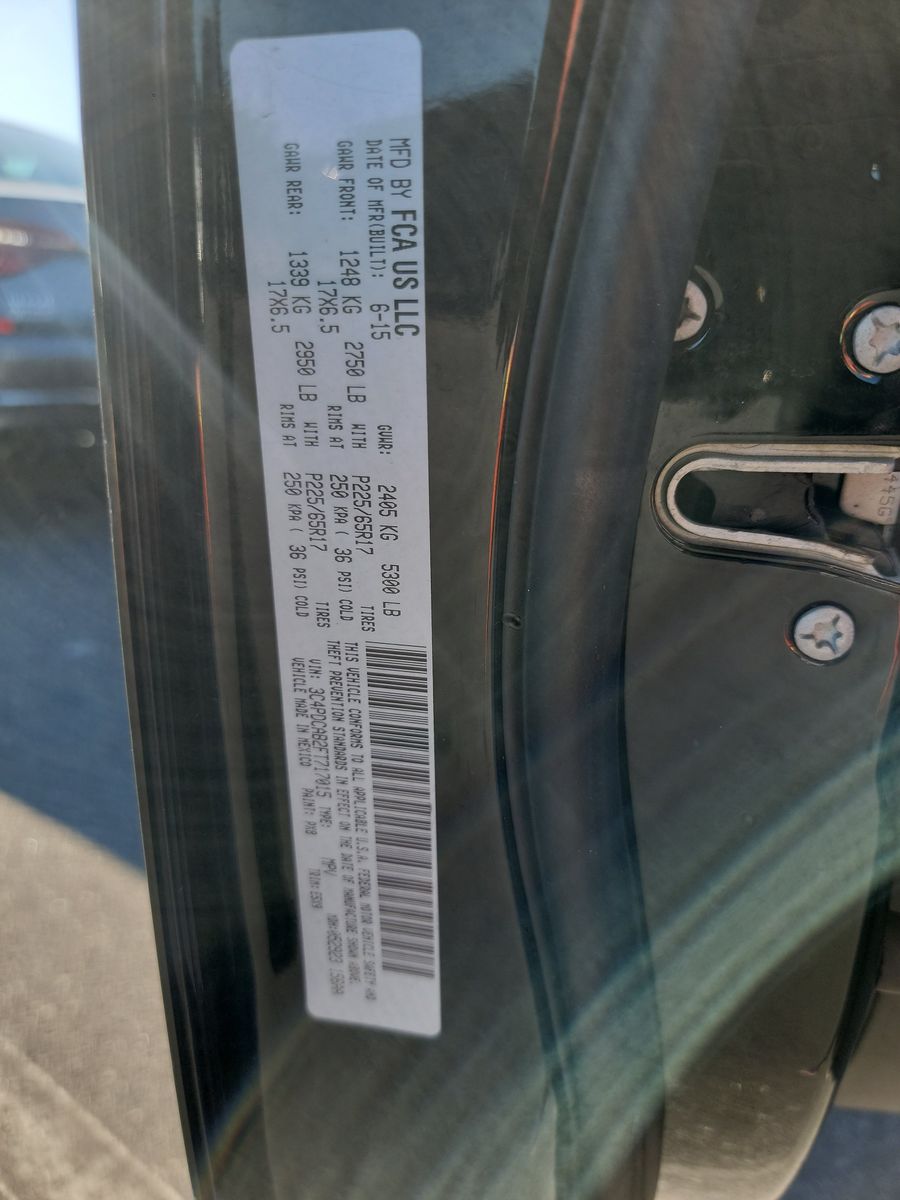 MFD BY FCA US LLC
DATE OF MFR(BUILT): 6-15 GVWR: 2405 KG 5300 LB
GAWR FRONT: 1248 KG 2750 LB WITH P225/65R17 TIRES
17X6.5 RIMS AT 250 KPA ( 36 PSI) COLD
GAWR REAR: 1339 KG 2950 LB WITH P225/65R17 TIRES
17X6.5 RIMS AT 250 KPA ( 36 PSI) COLD
THIS VEHICLE CONFORMS TO ALL APPLICABLE U.S.A. FEDERAL MOTOR VEHICLE SAFETY AND
THEFT PREVENTION STANDARDS IN EFFECT ON THE DATE OF MANUFACTURE SHOWN ABOVE.
VIN: 3C4PDCAB2FT717015 TYPE: MPV
VEHICLE MADE IN MEXICO PAINT:
445G